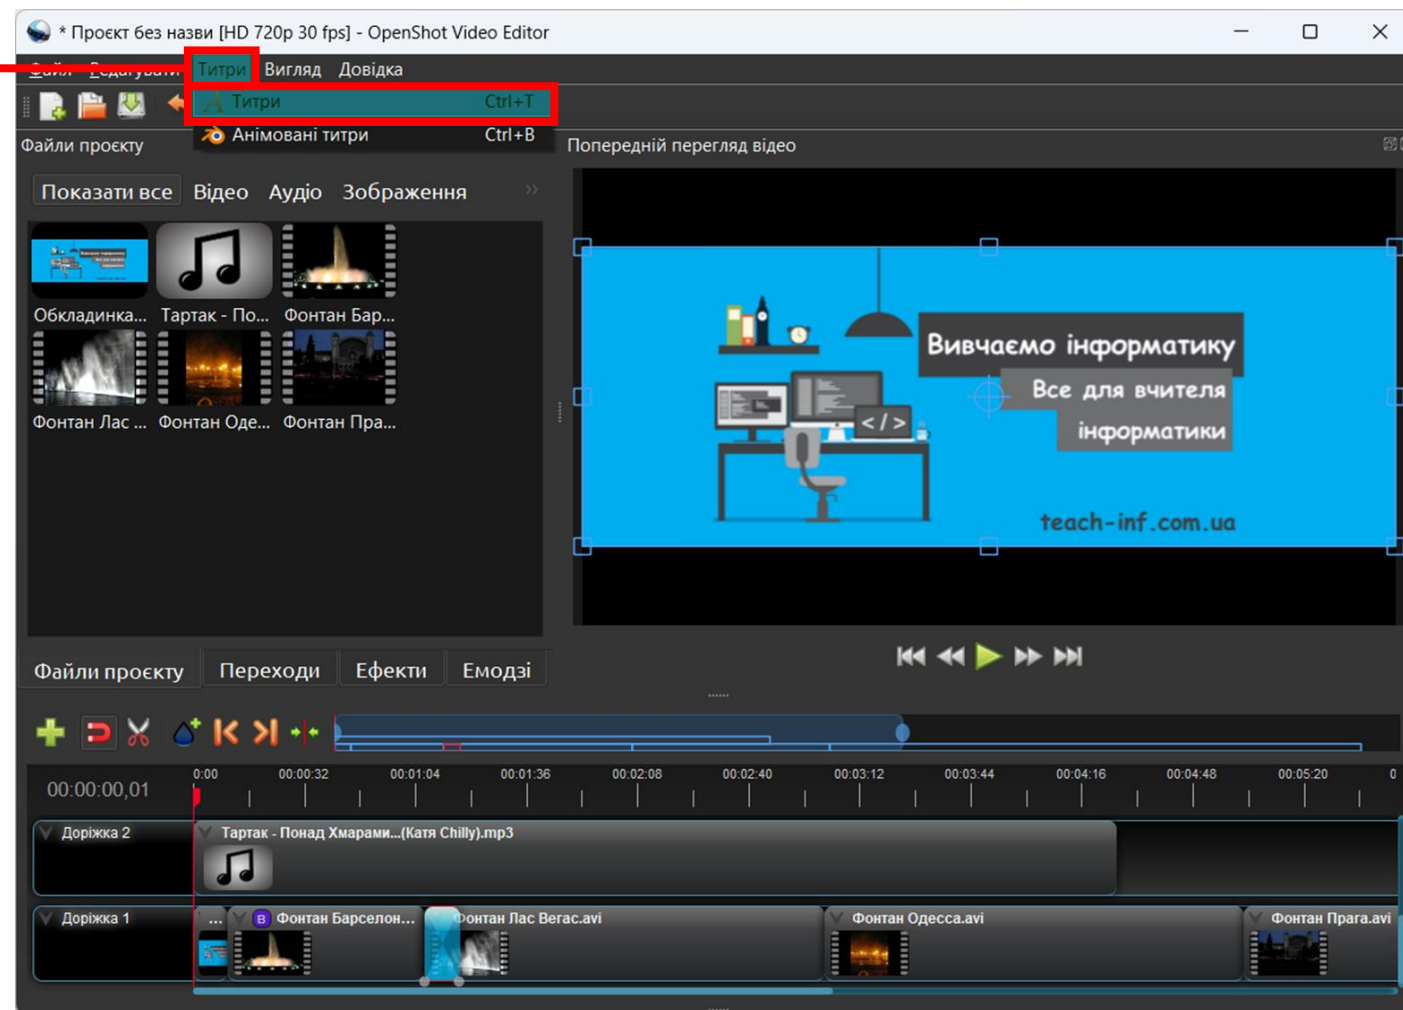 * Проєкт без назви [HD 720p 30 fps] - OpenShot Video Editor
Файл Редагувати Титри Вигляд Довідка
Титри Ctrl+T
Анімовані титри Ctrl+B
Файли проєкту
Попередній перегляд відео
Показати все Відео Аудіо Зображення
Обкладинка... Тартак - По... Фонтан Бар...
Фонтан Лас ... Фонтан Оде... Фонтан Пра...
Вивчаємо інформатику
Все для вчителя
інформатики
</>
teach-inf.com.ua
Файли проєкту Переходи Ефекти Емодзі
00:00:00,01
0:00 00:00:32 00:01:04 00:01:36 00:02:08 00:02:40 00:03:12 00:03:44 00:04:16 00:04:48 00:05:20 0
Доріжка 2
Тартак - Понад Хмарами...(Катя Chilly).mp3
Доріжка 1
... B Фонтан Барселон... Фонтан Лас Вегас.avi Фонтан Одесса.avi Фонтан Прага.avi